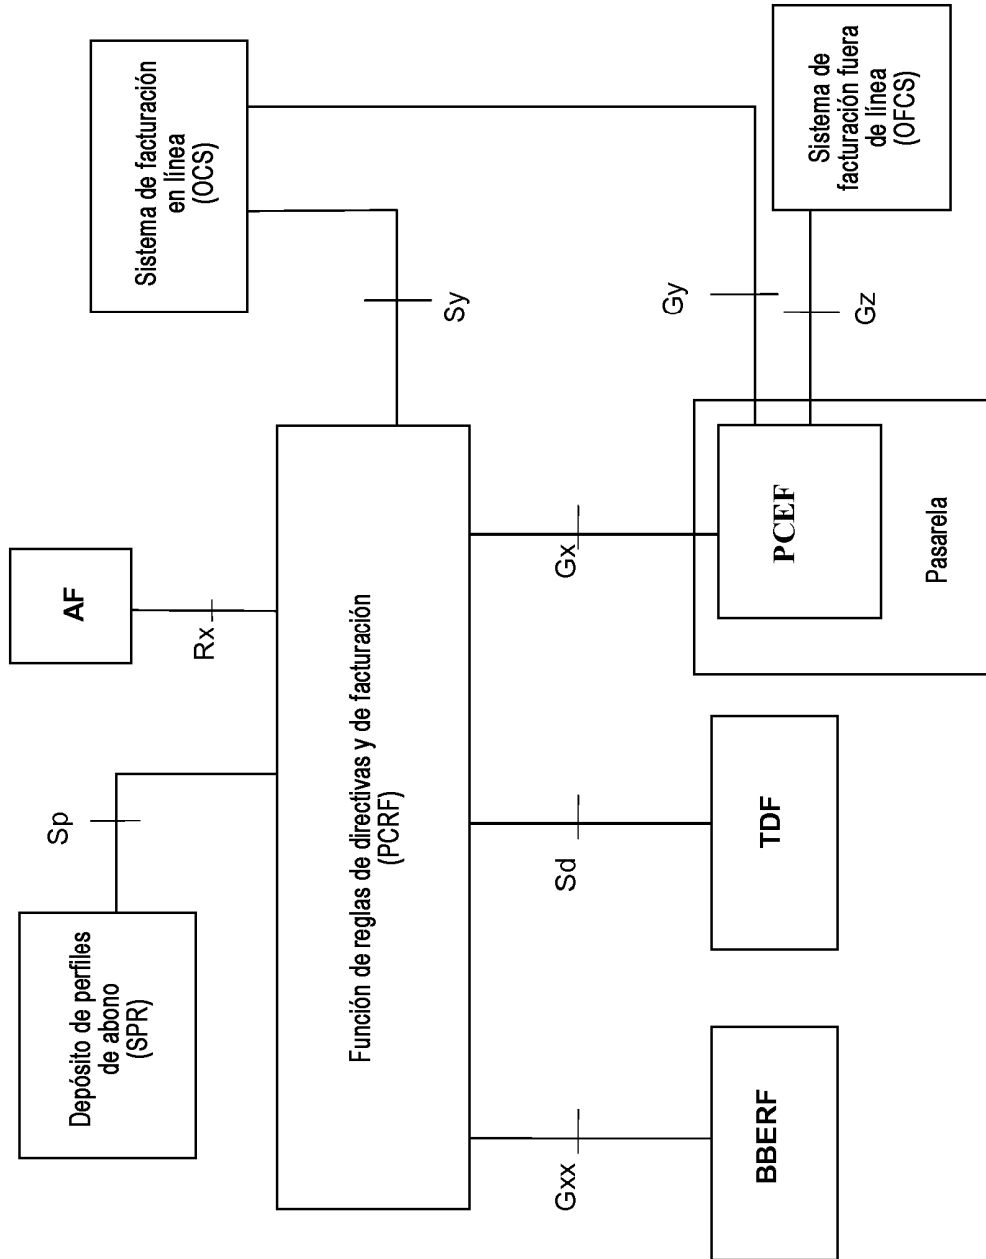 Depósito de perfiles
de abono
(SPR)
Sp
AF
Rx
Sistema de facturación
en línea
(OCS)
Sy
Función de reglas de directivas y de facturación
(PCRF)
Gxx
Sd
Gx
Gy
Gz
BBERF
TDF
PCEF
Pasarela
Sistema de
facturación fuera
de línea
(OFCS)